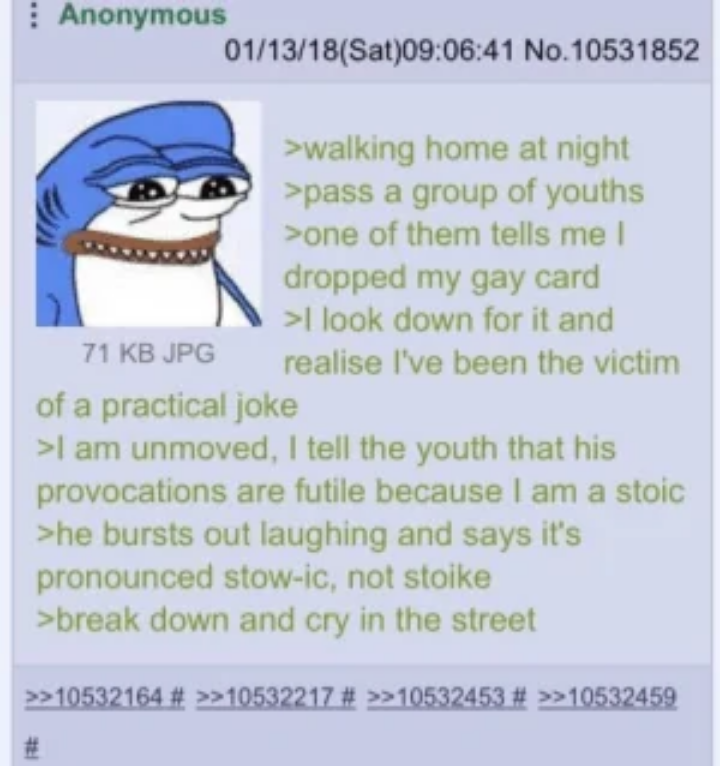 Anonymous
01/13/18(Sat)09:06:41 No.10531852
>walking home at night
>pass a group of youths
>one of them tells me I
dropped my gay card
>I look down for it and
realise I've been the victim
71 KB JPG
of a practical joke
>I am unmoved, I tell the youth that his
provocations are futile because I am a stoic
>he bursts out laughing and says it's
pronounced stow-ic, not stoike
>break down and cry in the street
>>10532164 # >>10532217 # >>10532453 # >>10532459
#